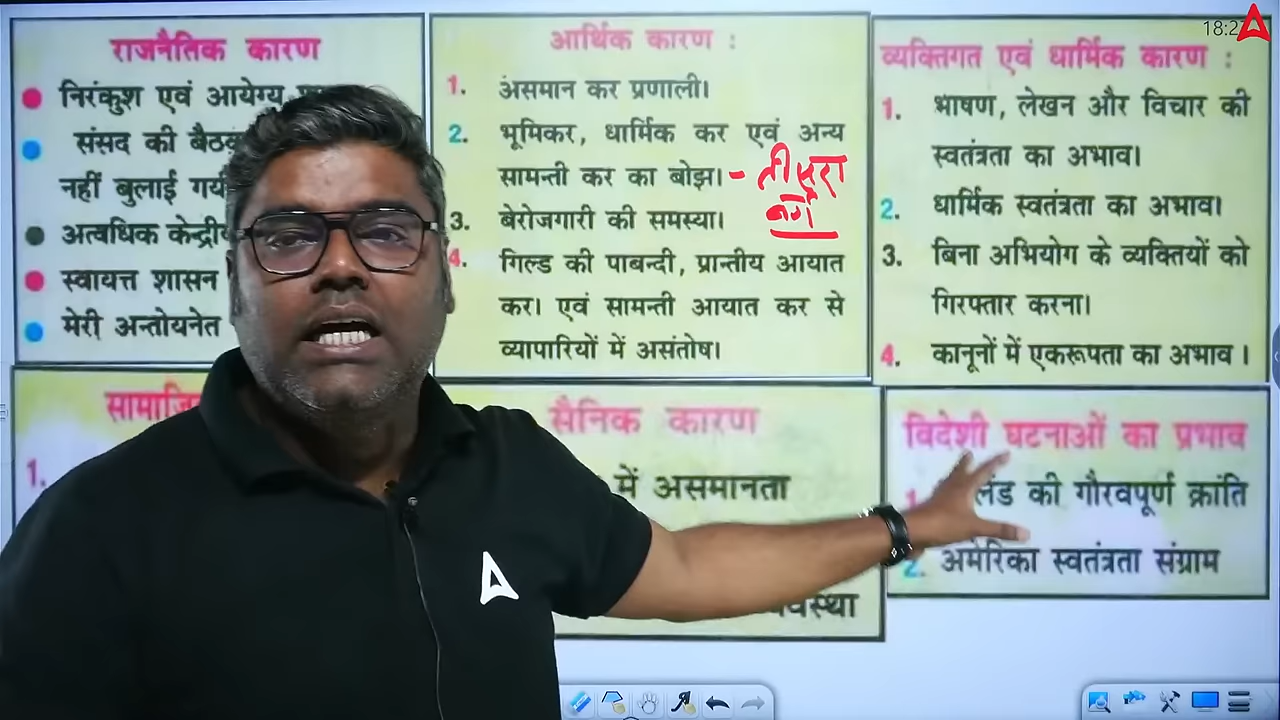 18:2
राजनैतिक कारण
निरंकुश एवं आयेग्य
संसद की बैठक
नहीं बुलाई गयी
अत्वधिक केन्द्रीय
स्वायत्त शासन
मेरी अन्तोयनेत
आर्थिक कारण :
1. असमान कर प्रणाली।
2. भूमिकर, धार्मिक कर एवं अन्य
सामन्ती कर का बोझ। - तीसरा
वर्ग
3. बेरोजगारी की समस्या।
4. गिल्ड की पाबन्दी, प्रान्तीय आयात
कर। एवं सामन्ती आयात कर से
व्यापारियों में असंतोष।
व्यक्तिगत एवं धार्मिक कारण :
1. भाषण, लेखन और विचार की
स्वतंत्रता का अभाव।
2. धार्मिक स्वतंत्रता का अभाव।
3. बिना अभियोग के व्यक्तियों को
गिरफ्तार करना।
4. कानूनों में एकरूपता का अभाव।
1.
सैनिक कारण
में असमानता
विदेशी घटनाओं का प्रभाव
की गौरवपूर्ण क्रांति
2. अमेरिका स्वतंत्रता संग्राम